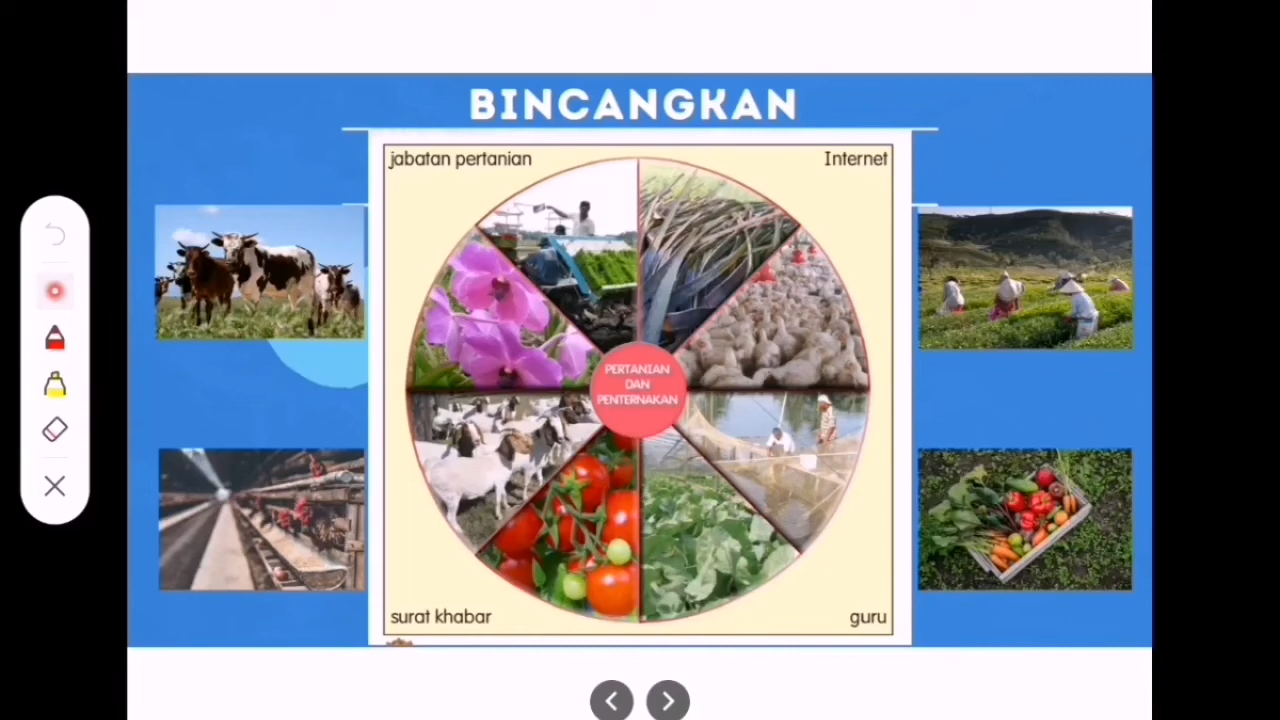 BINCANGKAN
jabatan pertanian
Internet
PERTANIAN
DAN
PENTERNAKAN
surat khabar
guru